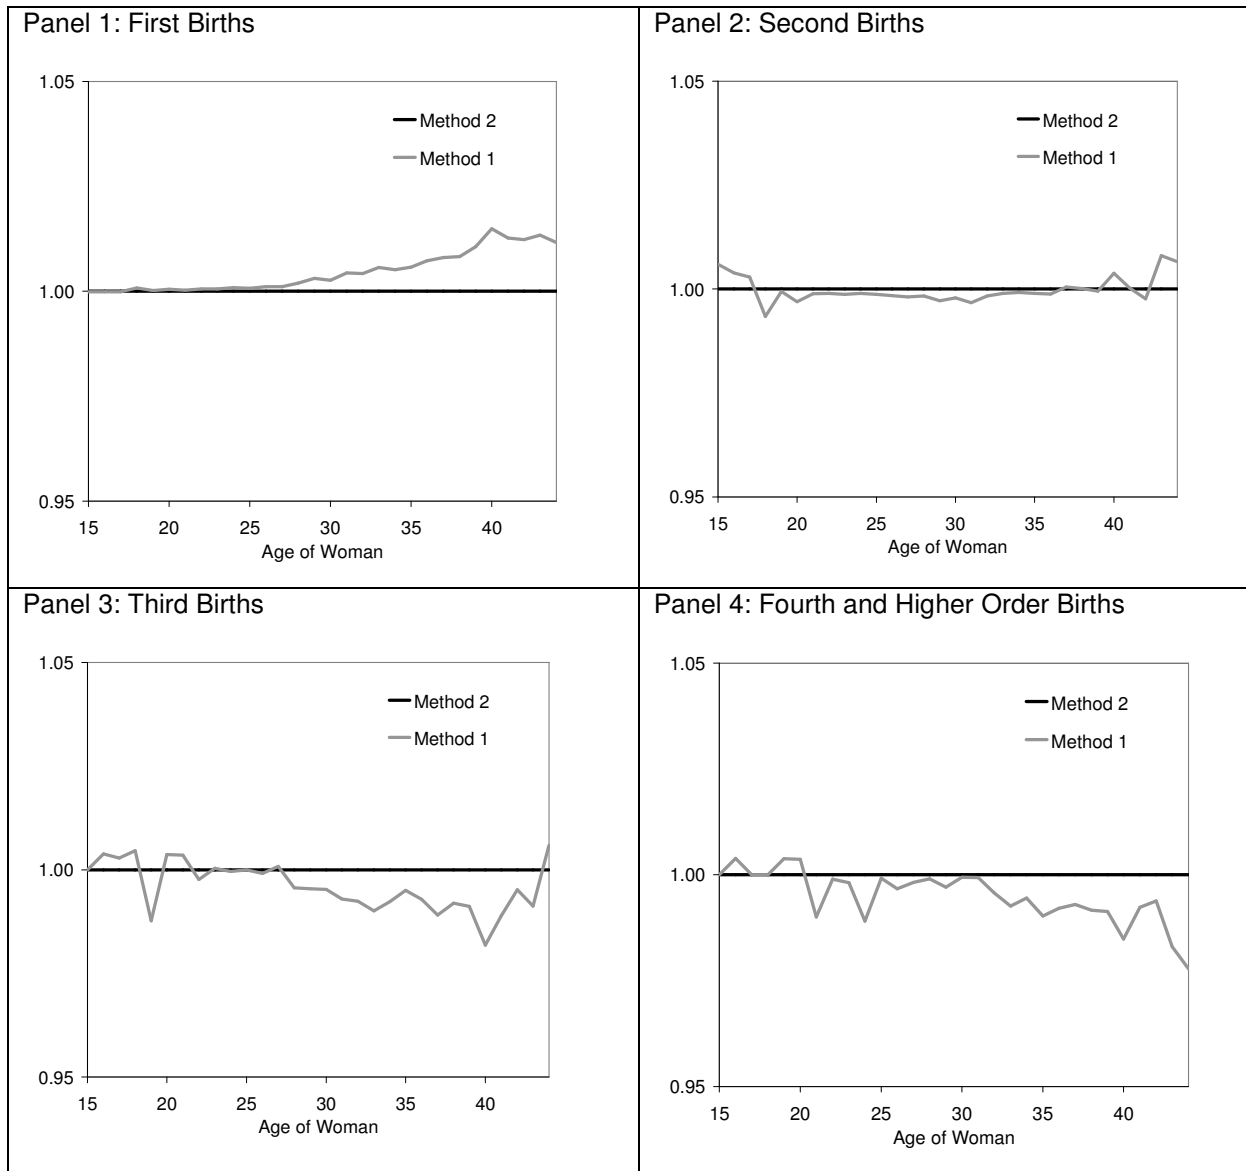 Panel 1: First Births
1.05
Method 2
Method 1
1.00
0.95
15 20 25 30 35 40
Age of Woman
Panel 2: Second Births
1.05
Method 2
Method 1
1.00
0.95
15 20 25 30 35 40
Age of Woman
Panel 3: Third Births
1.05
Method 2
Method 1
1.00
0.95
15 20 25 30 35 40
Age of Woman
Panel 4: Fourth and Higher Order Births
1.05
Method 2
Method 1
1.00
0.95
15 20 25 30 35 40
Age of Woman